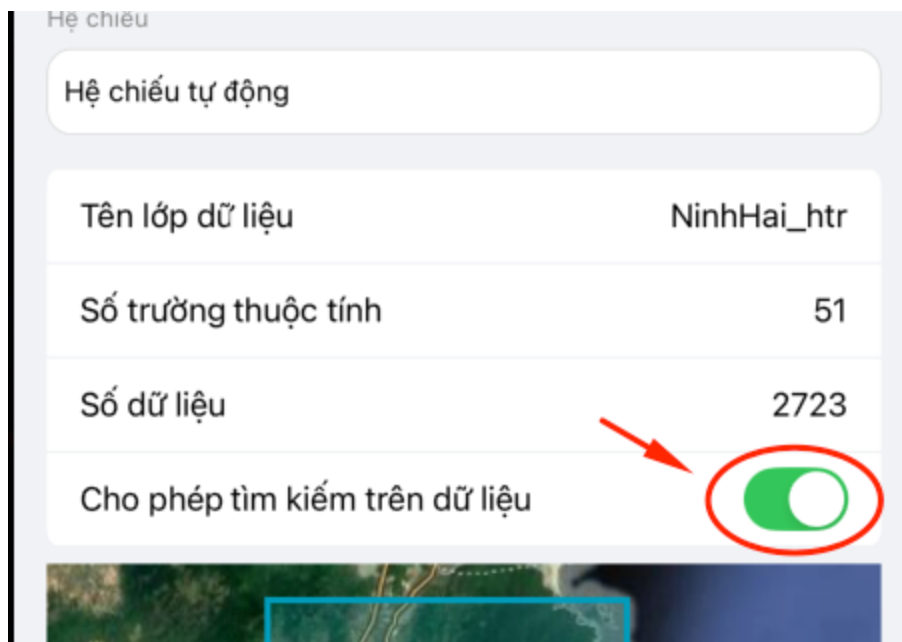 Hệ chiếu
Hệ chiếu tự động
Tên lớp dữ liệu NinhHai_htr
Số trường thuộc tính 51
Số dữ liệu 2723
Cho phép tìm kiếm trên dữ liệu